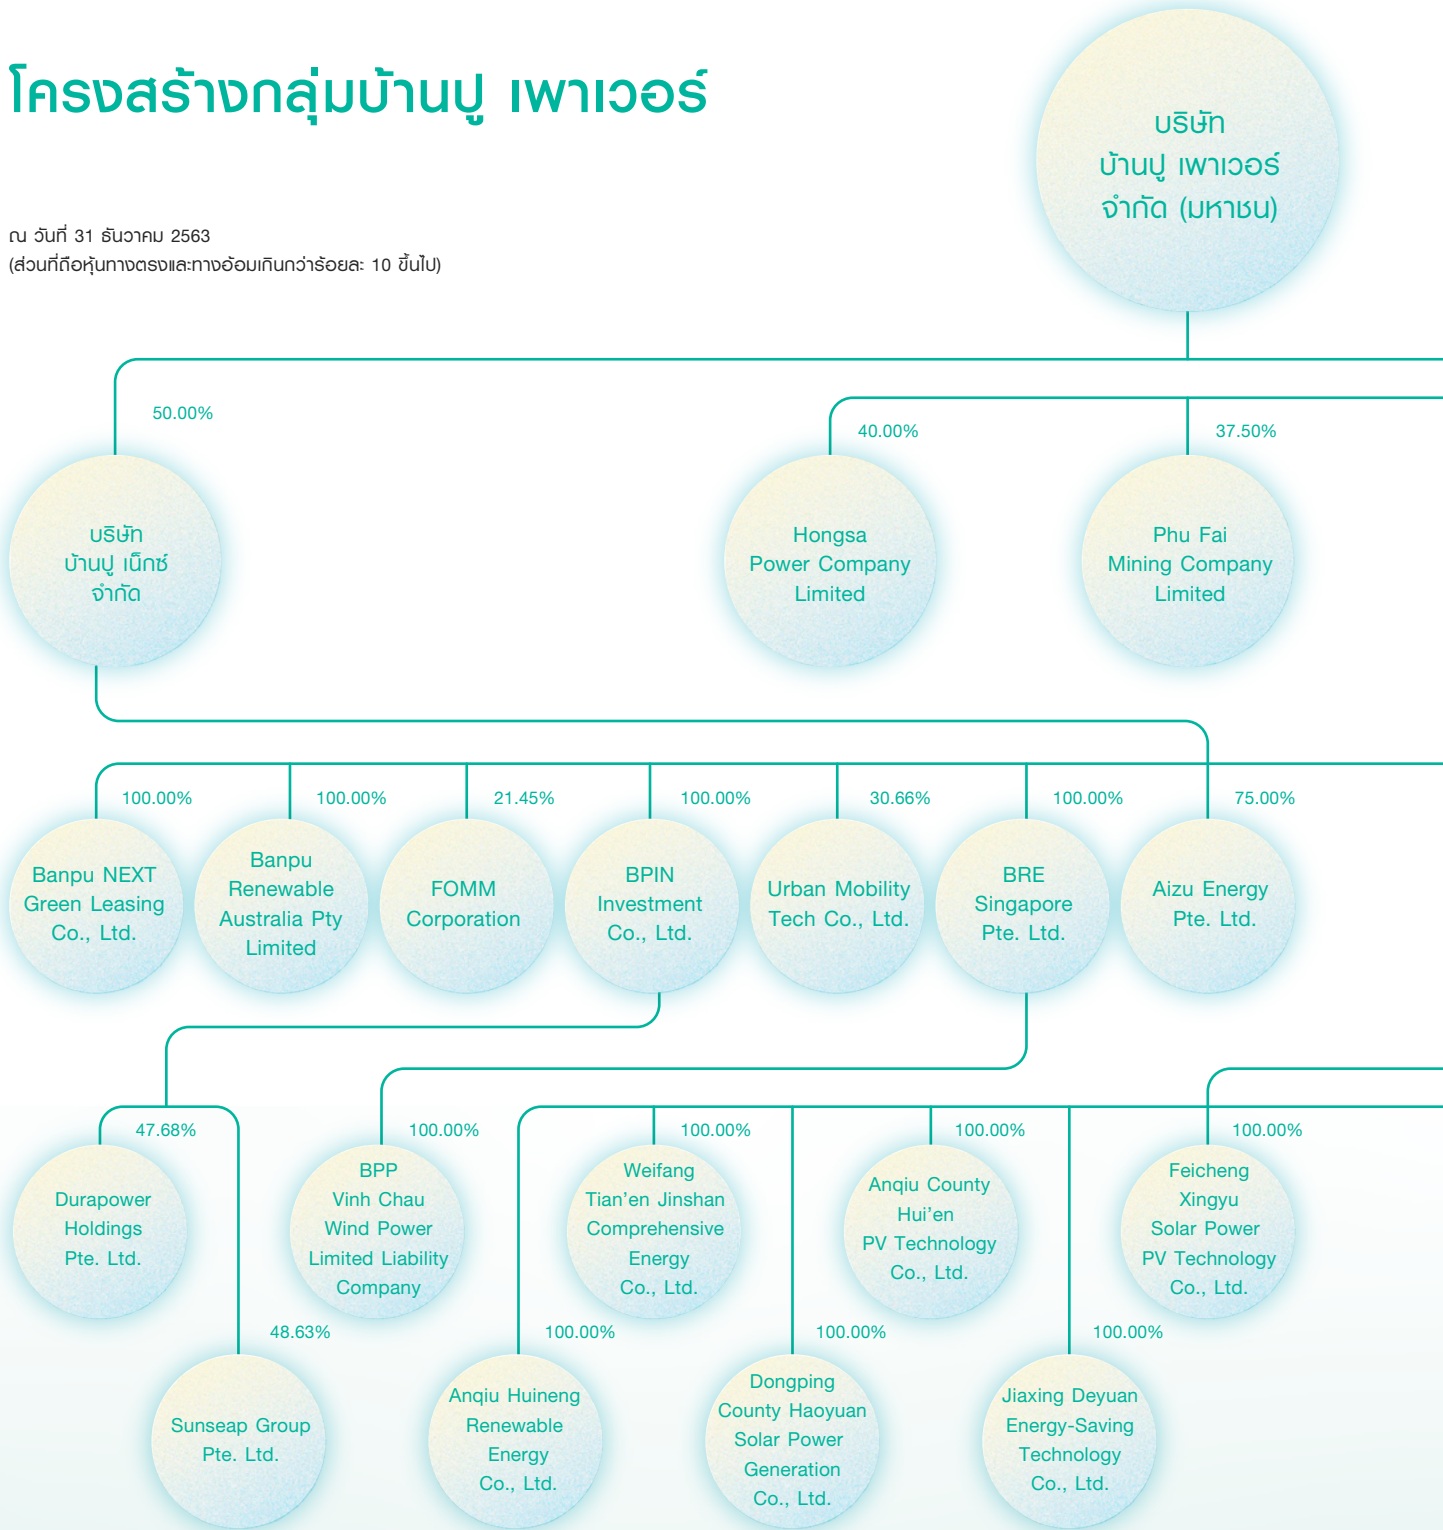 โครงสร้างกลุ่มบ้านปู เพาเวอร์
ณ วันที่ 31 ธันวาคม 2563
(ส่วนที่ถือหุ้นทางตรงและทางอ้อมเกินกว่าร้อยละ 10 ขึ้นไป)
บริษัท
บ้านปู เพาเวอร์
จำกัด (มหาชน)
50.00%
40.00%
37.50%
บริษัท
บ้านปู เน็กซ์
จำกัด
Hongsa
Power Company
Limited
Phu Fai
Mining Company
Limited
100.00%
100.00%
21.45%
100.00%
30.66%
100.00%
75.00%
Banpu NEXT
Green Leasing
Co., Ltd.
Banpu
Renewable
Australia Pty
Limited
FOMM
Corporation
BPIN
Investment
Co., Ltd.
Urban Mobility
Tech Co., Ltd.
BRE
Singapore
Pte. Ltd.
Aizu Energy
Pte. Ltd.
47.68%
100.00%
100.00%
100.00%
100.00%
Durapower
Holdings
Pte. Ltd.
BPP
Vinh Chau
Wind Power
Limited Liability
Company
Weifang
Tian'en Jinshan
Comprehensive
Energy
Co., Ltd.
Anqiu County
Hui'en
PV Technology
Co., Ltd.
Feicheng
Xingyu
Solar Power
PV Technology
Co., Ltd.
48.63%
100.00%
100.00%
100.00%
Sunseap Group
Pte. Ltd.
Anqiu Huineng
Renewable
Energy
Co., Ltd.
Dongping
County Haoyuan
Solar Power
Generation
Co., Ltd.
Jiaxing Deyuan
Energy-Saving
Technology
Co., Ltd.